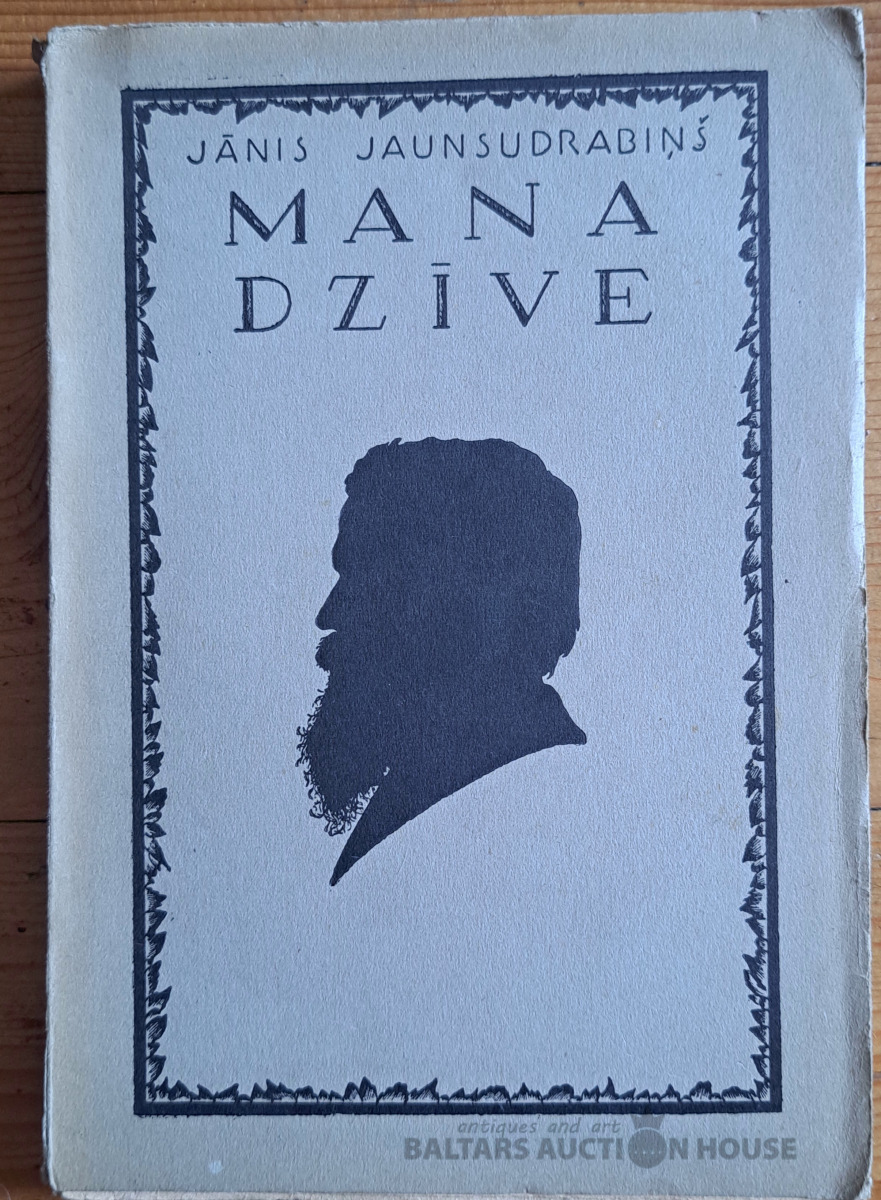 JĀNIS JAUNSUDRABIŅŠ
MANA
DZĪVE
antiques and art
BALTARS AUCTION HOUSE